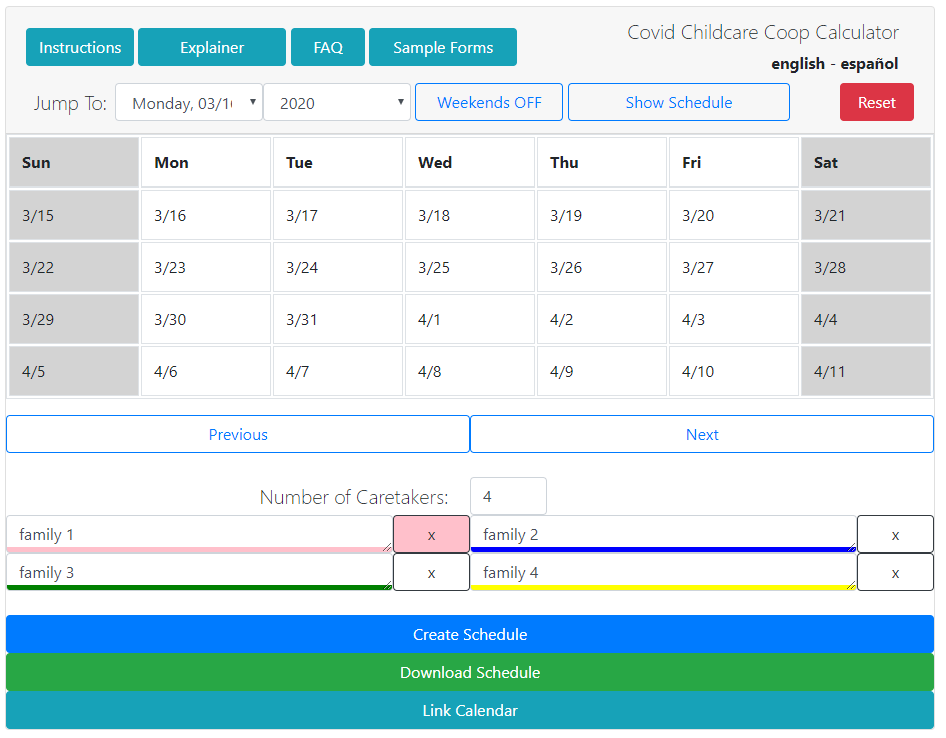 Instructions Explainer FAQ Sample Forms Covid Childcare Coop Calculator
english - español
Jump To: Monday, 03/1 2020 Weekends OFF Show Schedule Reset
Sun Mon Tue Wed Thu Fri Sat
3/15 3/16 3/17 3/18 3/19 3/20 3/21
3/22 3/23 3/24 3/25 3/26 3/27 3/28
3/29 3/30 3/31 4/1 4/2 4/3 4/4
4/5 4/6 4/7 4/8 4/9 4/10 4/11
Previous Next
Number of Caretakers: 4
family 1 x family 2 x
family 3 x family 4 x
Create Schedule
Download Schedule
Link Calendar